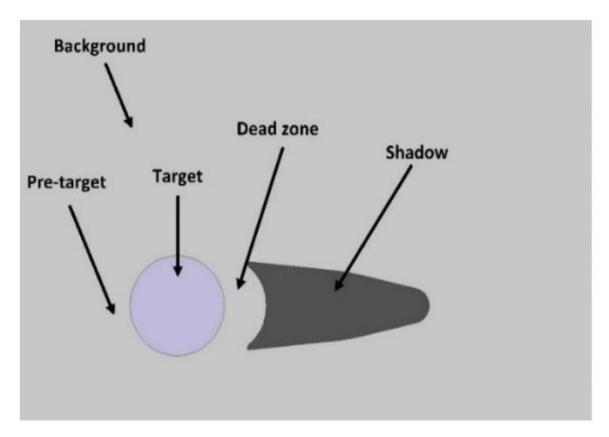 Background
Dead zone
Shadow
Pre-target
Target